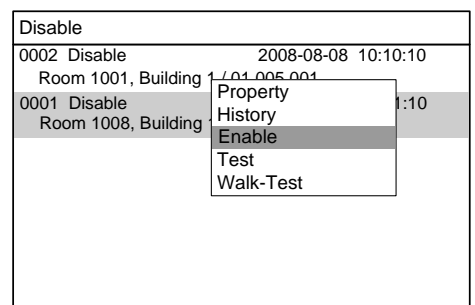 Disable
0002 Disable 2008-08-08 10:10:10
Room 1001, Building 1 / 01.005.001
0001 Disable 1:10
Room 1008, Building
Property
History
Enable
Test
Walk-Test